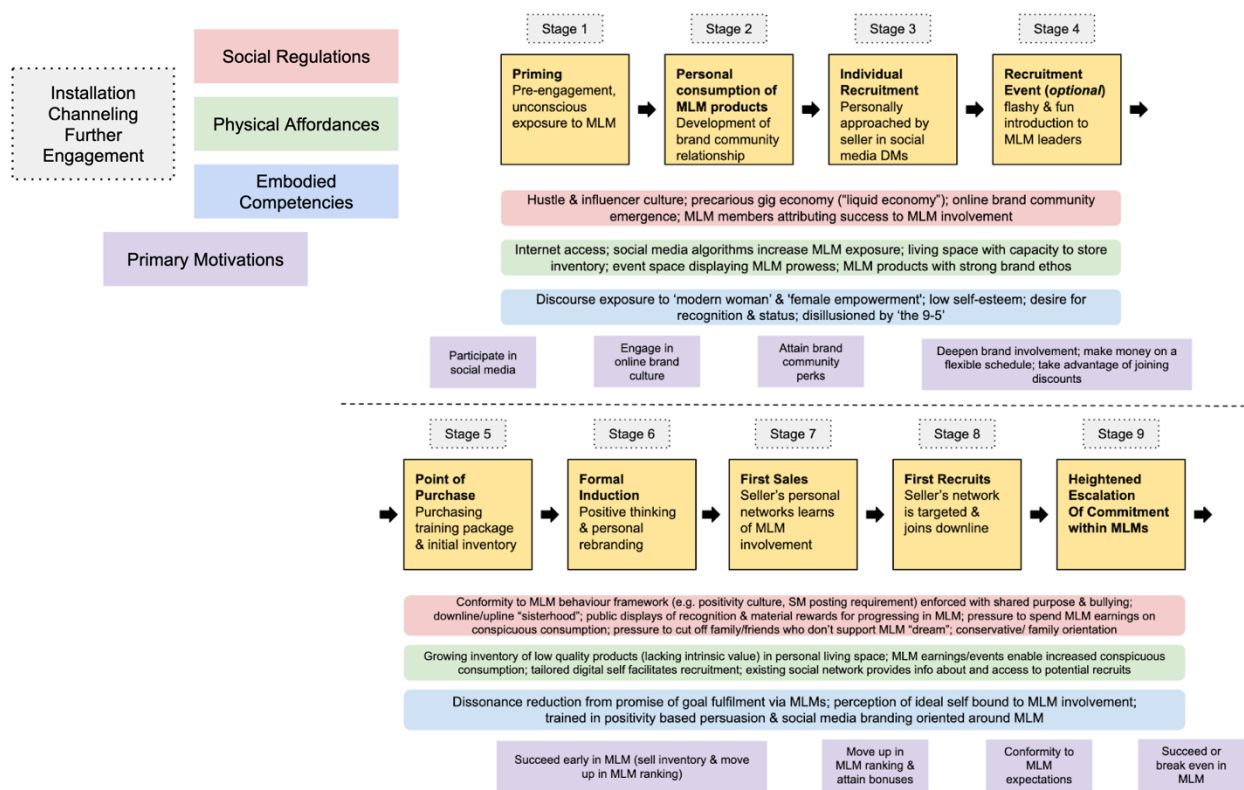 Installation
Channeling
Further
Engagement
Social Regulations
Physical Affordances
Embodied
Competencies
Primary Motivations
Stage 1
Stage 2
Stage 3
Stage 4
Priming
Pre-engagement,
unconscious
exposure to MLM
Personal
consumption of
MLM products
Development of
brand community
relationship
Individual
Recruitment
Personally
approached by
seller in social
media DMs
Recruitment
Event (optional)
flashy & fun
introduction to
MLM leaders
Hustle & influencer culture; precarious gig economy ("liquid economy"); online brand community
emergence; MLM members attributing success to MLM involvement
Internet access; social media algorithms increase MLM exposure; living space with capacity to store
inventory; event space displaying MLM prowess; MLM products with strong brand ethos
Discourse exposure to ‘modern woman’ & 'female empowerment'; low self-esteem; desire for
recognition & status; disillusioned by ‘the 9-5’
Participate in
social media
Engage in
online brand
culture
Attain brand
community
perks
Deepen brand involvement; make money on a
flexible schedule; take advantage of joining
discounts
Stage 5
Stage 6
Stage 7
Stage 8
Stage 9
Point of
Purchase
Purchasing
training package
& initial inventory
Formal
Induction
Positive thinking
& personal
rebranding
First Sales
Seller's personal
networks learns
of MLM
involvement
First Recruits
Seller's network
is targeted &
joins downline
Heightened
Escalation
Of Commitment
within MLMs
Conformity to MLM behaviour framework (e.g. positivity culture, SM posting requirement) enforced with shared purpose & bullying;
downline/upline “sisterhood”; public displays of recognition & material rewards for progressing in MLM; pressure to spend MLM earnings on
conspicuous consumption; pressure to cut off family/friends who don't support MLM “dream”; conservative/ family orientation
Growing inventory of low quality products (lacking intrinsic value) in personal living space; MLM earnings/events enable increased conspicuous
consumption; tailored digital self facilitates recruitment; existing social network provides info about and access to potential recruits
Dissonance reduction from promise of goal fulfilment via MLMs; perception of ideal self bound to MLM involvement;
trained in positivity based persuasion & social media branding oriented around MLM
Succeed early in MLM (sell inventory & move
up in MLM ranking)
Move up in
MLM ranking &
attain bonuses
Conformity to
MLM
expectations
Succeed or
break even in
MLM